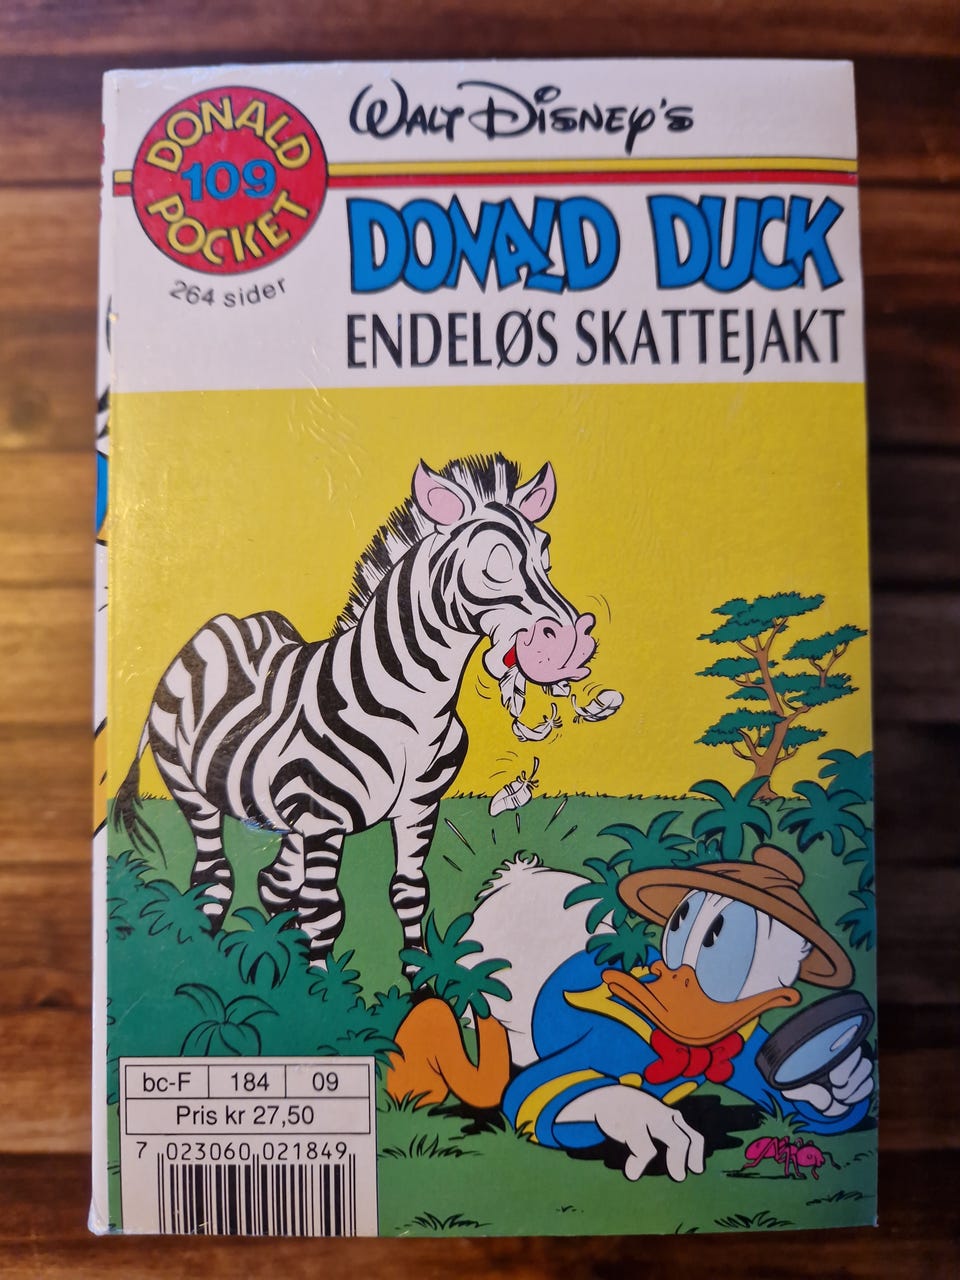 DONALD
109
POCKET
264 sider
WALT DISNEY'S
DONALD DUCK
ENDELØS SKATTEJAKT
bc-F 184 09
Pris kr 27,50
7 023060 021849